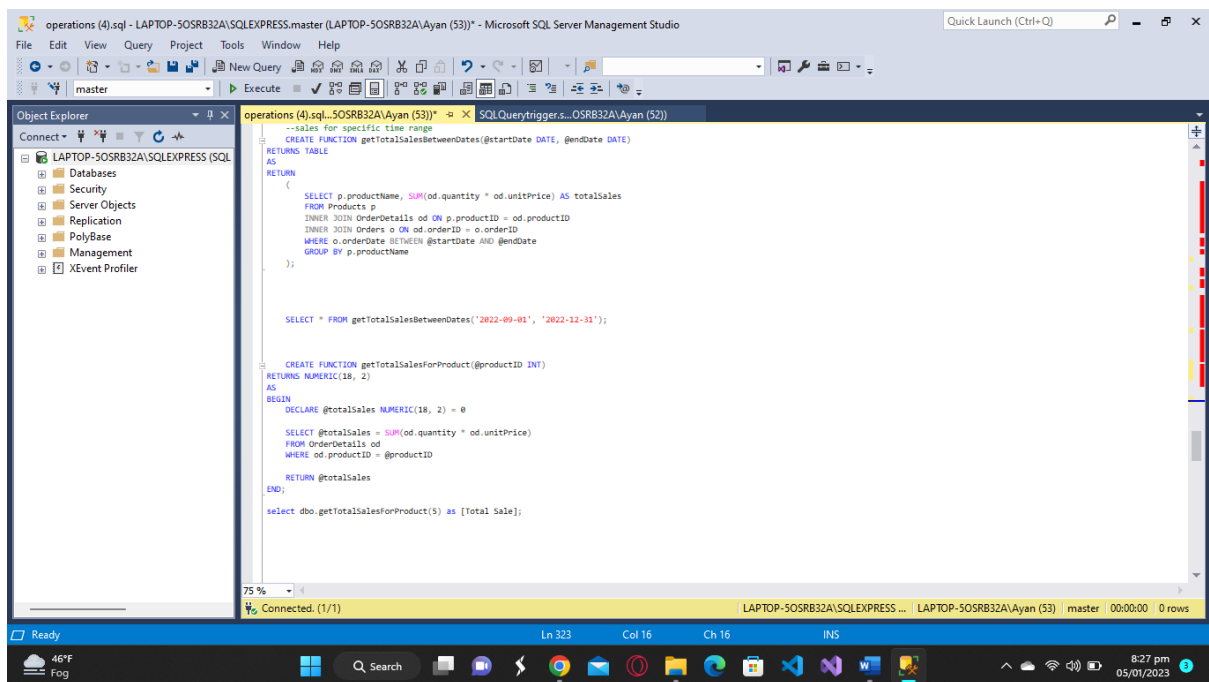 operations (4).sql - LAPTOP-5OSRB32A\SQLEXPRESS.master (LAPTOP-5OSRB32A\Ayan (53))* - Microsoft SQL Server Management Studio
Quick Launch (Ctrl+Q)
File Edit View Query Project Tools Window Help
New Query
master
Execute
Object Explorer
operations (4).sql...5OSRB32A\Ayan (53))*
SQLQuerytrigger.s...OSRB32A\Ayan (52))
Connect
LAPTOP-5OSRB32A\SQLEXPRESS (SQL
Databases
Security
Server Objects
Replication
PolyBase
Management
XEvent Profiler
--sales for specific time range
CREATE FUNCTION getTotalSalesBetweenDates(@startDate DATE, @endDate DATE)
RETURNS TABLE
AS
RETURN
(
SELECT p.productName, SUM(od.quantity * od.unitPrice) AS totalSales
FROM Products p
INNER JOIN OrderDetails od ON p.productID = od.productID
INNER JOIN Orders o ON od.orderID = o.orderID
WHERE o.orderDate BETWEEN @startDate AND @endDate
GROUP BY p.productName
);
SELECT * FROM getTotalSalesBetweenDates('2022-09-01', '2022-12-31');
CREATE FUNCTION getTotalSalesForProduct(@productID INT)
RETURNS NUMERIC(18, 2)
AS
BEGIN
DECLARE @totalSales NUMERIC(18, 2) = 0
SELECT @totalSales = SUM(od.quantity * od.unitPrice)
FROM OrderDetails od
WHERE od.productID = @productID
RETURN @totalSales
END;
select dbo.getTotalSalesForProduct(5) as [Total Sale];
75 %
Connected. (1/1)
LAPTOP-5OSRB32A\SQLEXPRESS ... LAPTOP-5OSRB32A\Ayan (53) master 00:00:00 0 rows
Ready
Ln 323 Col 16 Ch 16 INS
46°F
Fog
Search
8:27 pm
05/01/2023
3